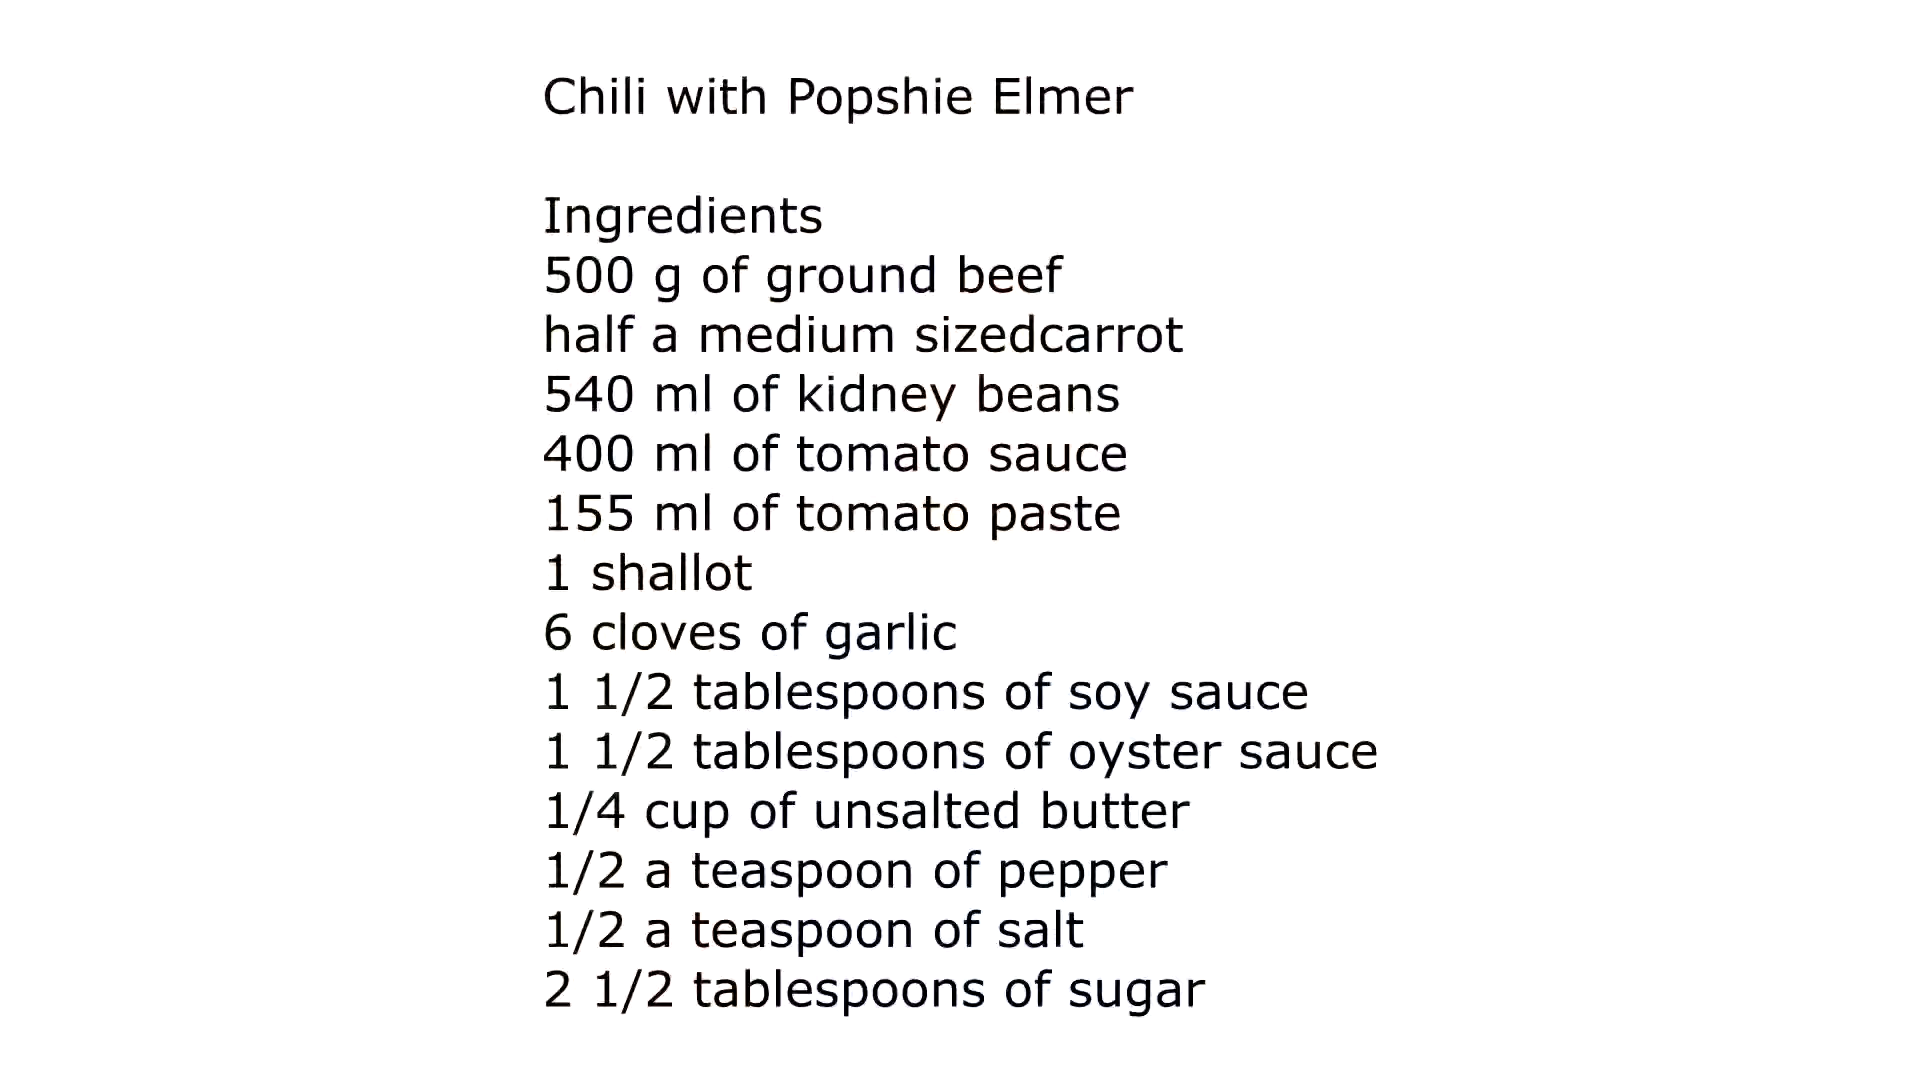 Chili with Popshie Elmer
Ingredients
500 g of ground beef
half a medium sizedcarrot
540 ml of kidney beans
400 ml of tomato sauce
155 ml of tomato paste
1 shallot
6 cloves of garlic
1 1/2 tablespoons of soy sauce
1 1/2 tablespoons of oyster sauce
1/4 cup of unsalted butter
1/2 a teaspoon of pepper
1/2 a teaspoon of salt
2 1/2 tablespoons of sugar